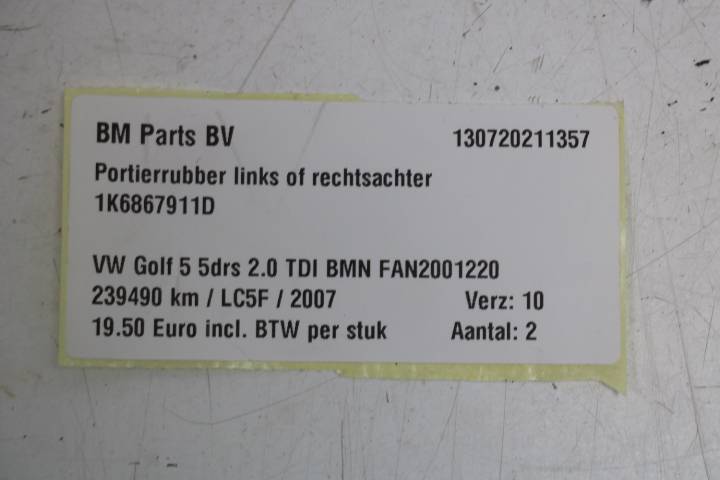 BM Parts BV 130720211357
Portierrubber links of rechtsachter
1K6867911D
VW Golf 5 5drs 2.0 TDI BMN FAN2001220
239490 km / LC5F / 2007 Verz: 10
19.50 Euro incl. BTW per stuk Aantal: 2